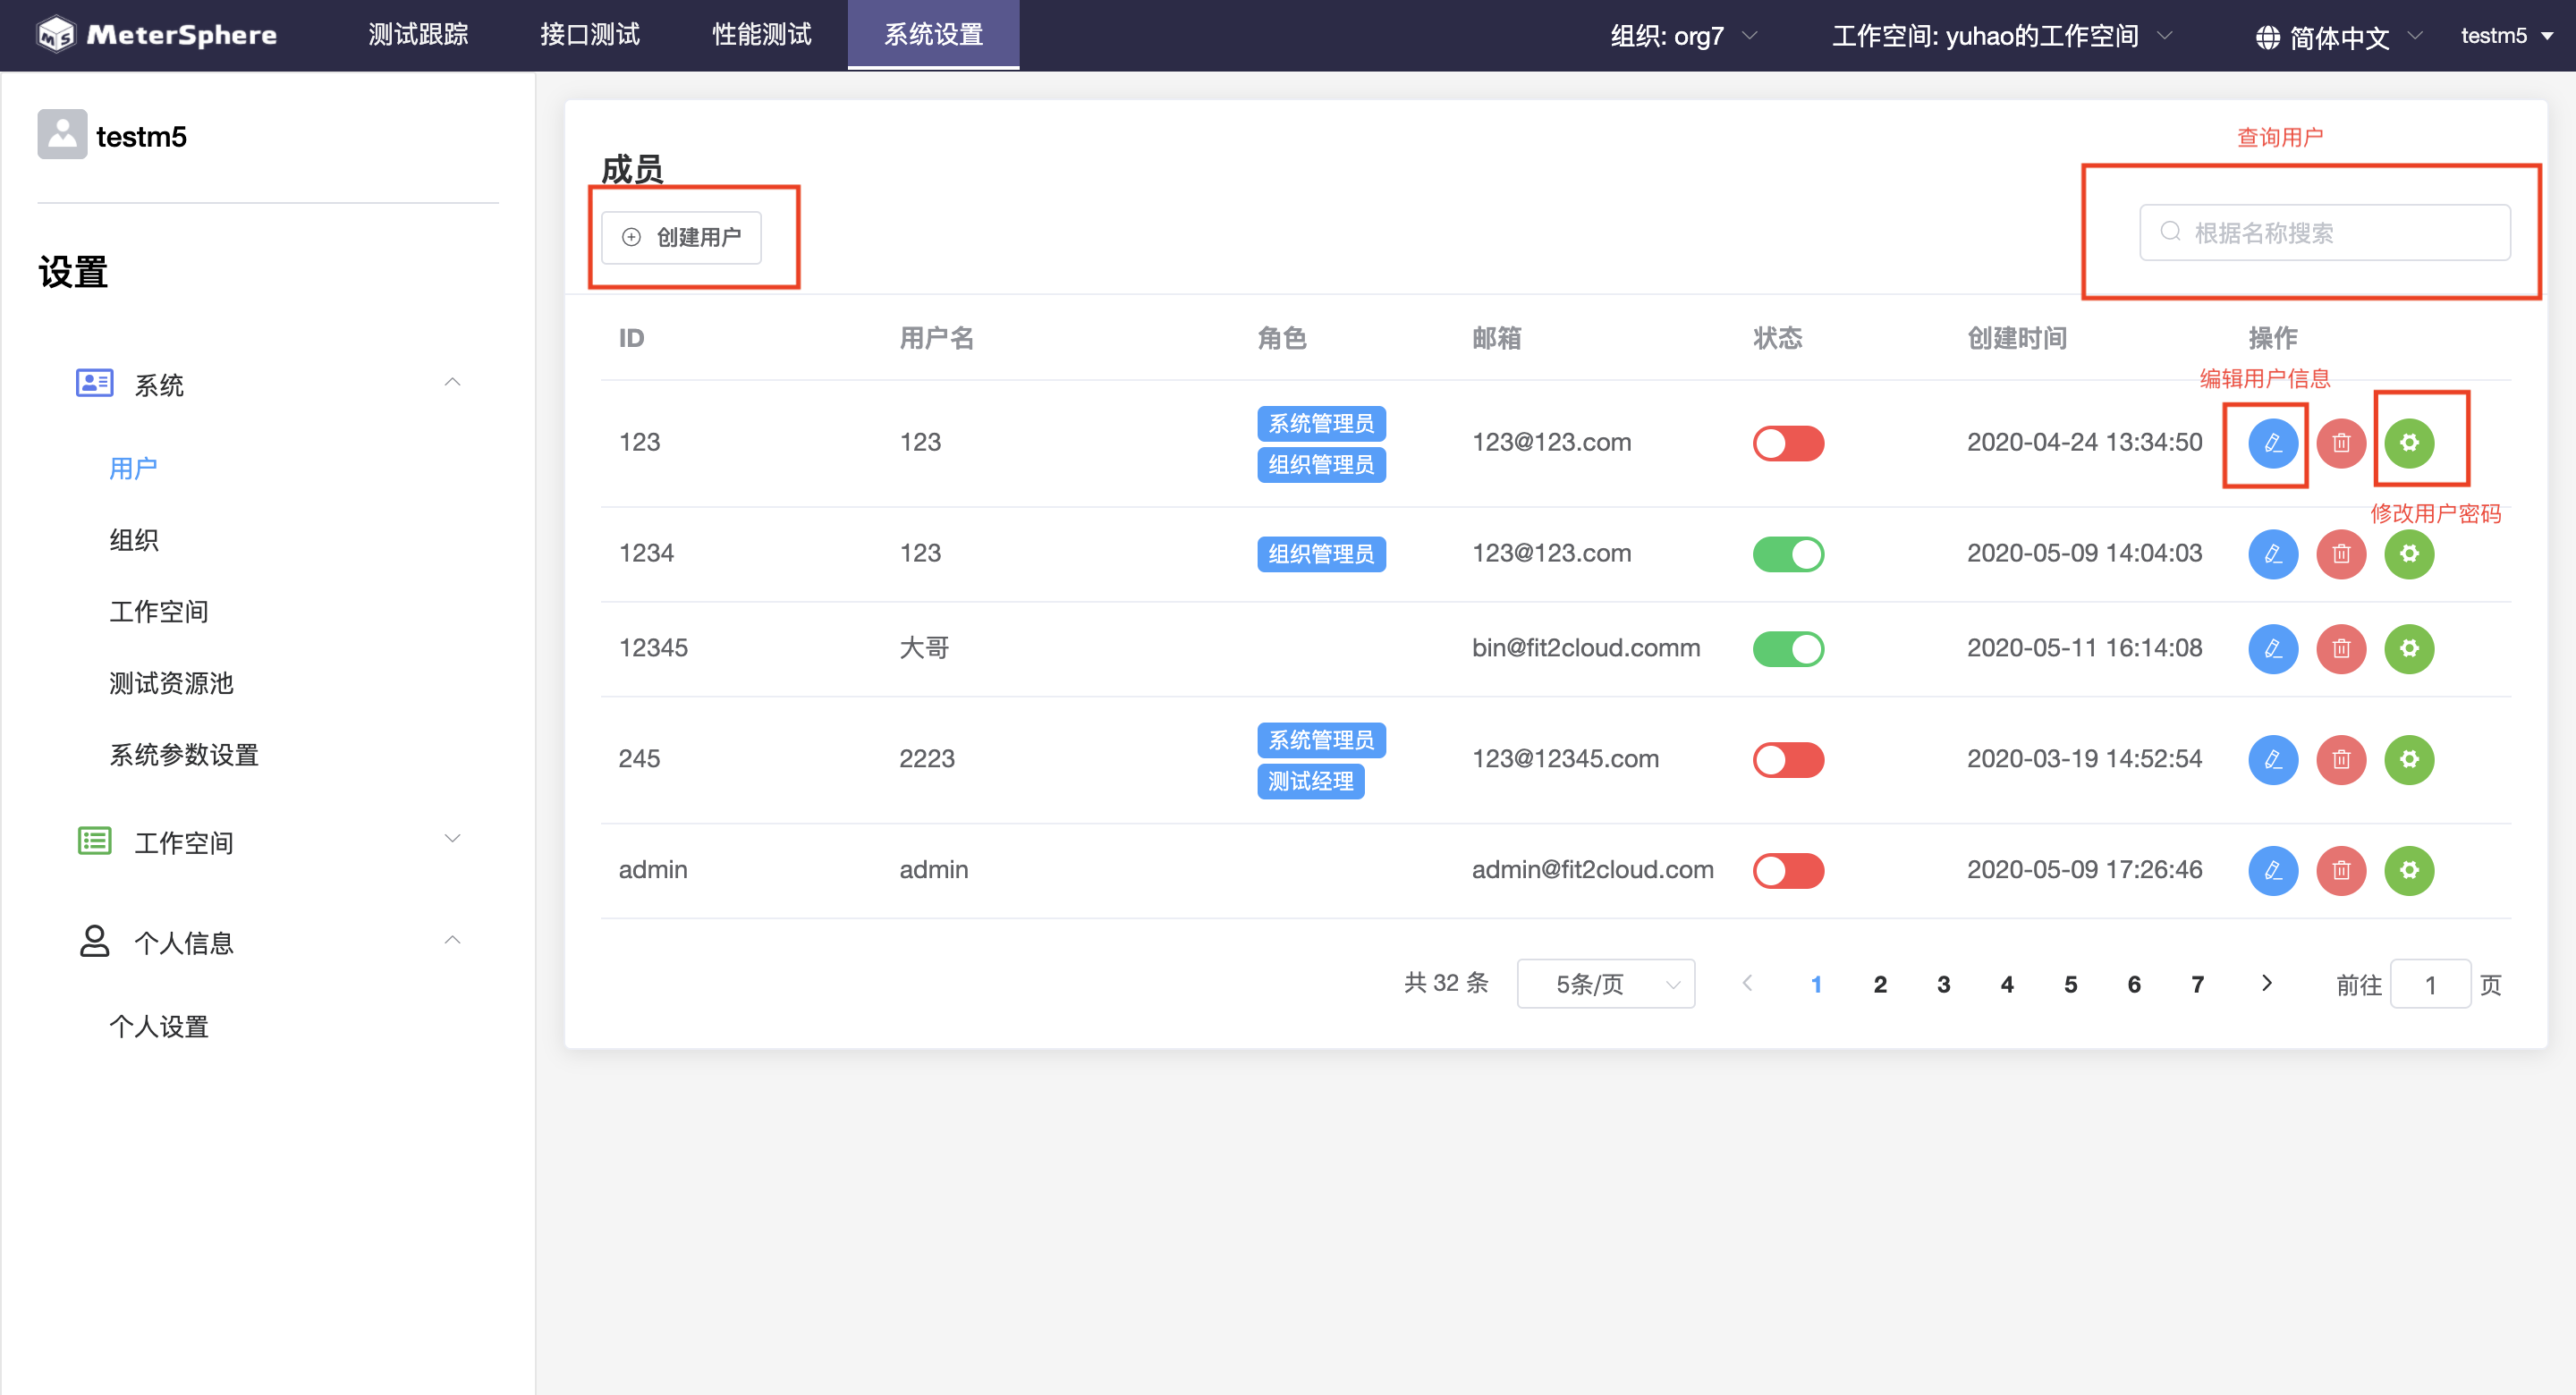 MeterSphere 测试跟踪 接口测试 性能测试 系统设置 组织: org7 工作空间: yuhao的工作空间 简体中文 testm5
testm5
设置
系统
用户
组织
工作空间
测试资源池
系统参数设置
工作空间
个人信息
个人设置
查询用户
成员
创建用户
根据名称搜索
ID 用户名 角色 邮箱 状态 创建时间 操作
编辑用户信息
123 123 系统管理员 组织管理员 123@123.com 2020-04-24 13:34:50
修改用户密码
1234 123 组织管理员 123@123.com 2020-05-09 14:04:03
12345 大哥 bin@fit2cloud.comm 2020-05-11 16:14:08
245 2223 系统管理员 测试经理 123@12345.com 2020-03-19 14:52:54
admin admin admin@fit2cloud.com 2020-05-09 17:26:46
共 32 条 5条/页 1 2 3 4 5 6 7 前往 1 页